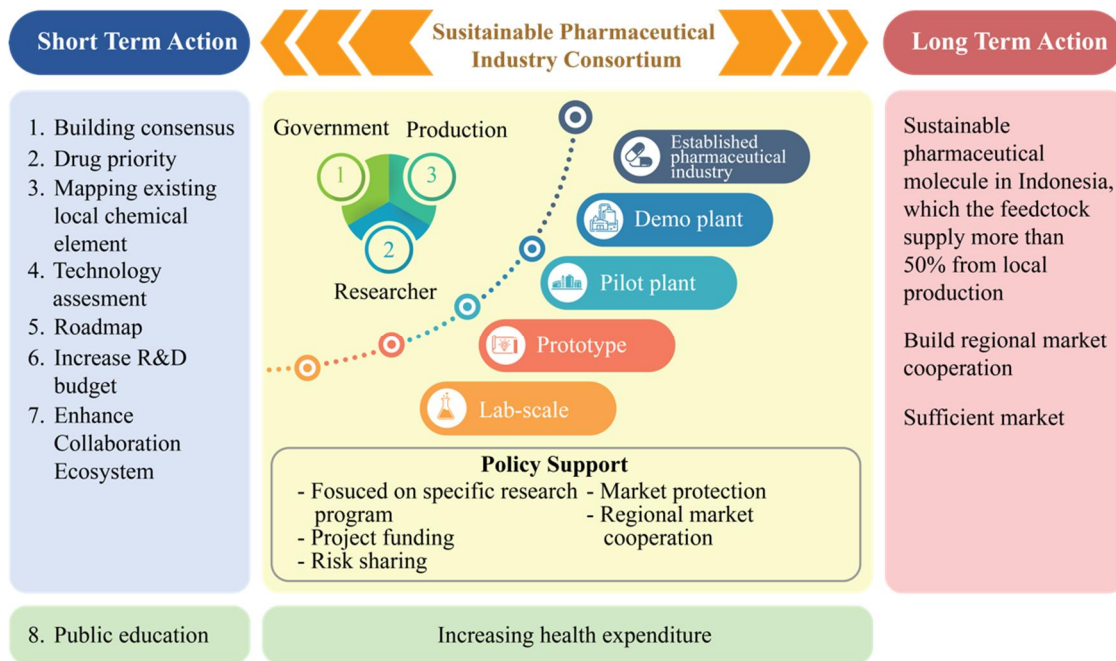 Short Term Action
1. Building consensus
2. Drug priority
3. Mapping existing
local chemical
element
4. Technology
assesment
5. Roadmap
6. Increase R&D
budget
7. Enhance
Collaboration
Ecosystem
8. Public education
Susitainable Pharmaceutical
Industry Consortium
Government
Production
1
3
2
Researcher
Established
pharmaceutical
industry
Demo plant
Pilot plant
Prototype
Lab-scale
Policy Support
- Fosuced on specific research
program
- Project funding
- Risk sharing
- Market protection
- Regional market
cooperation
Increasing health expenditure
Long Term Action
Sustainable
pharmaceutical
molecule in Indonesia,
which the feedctock
supply more than
50% from local
production
Build regional market
cooperation
Sufficient market